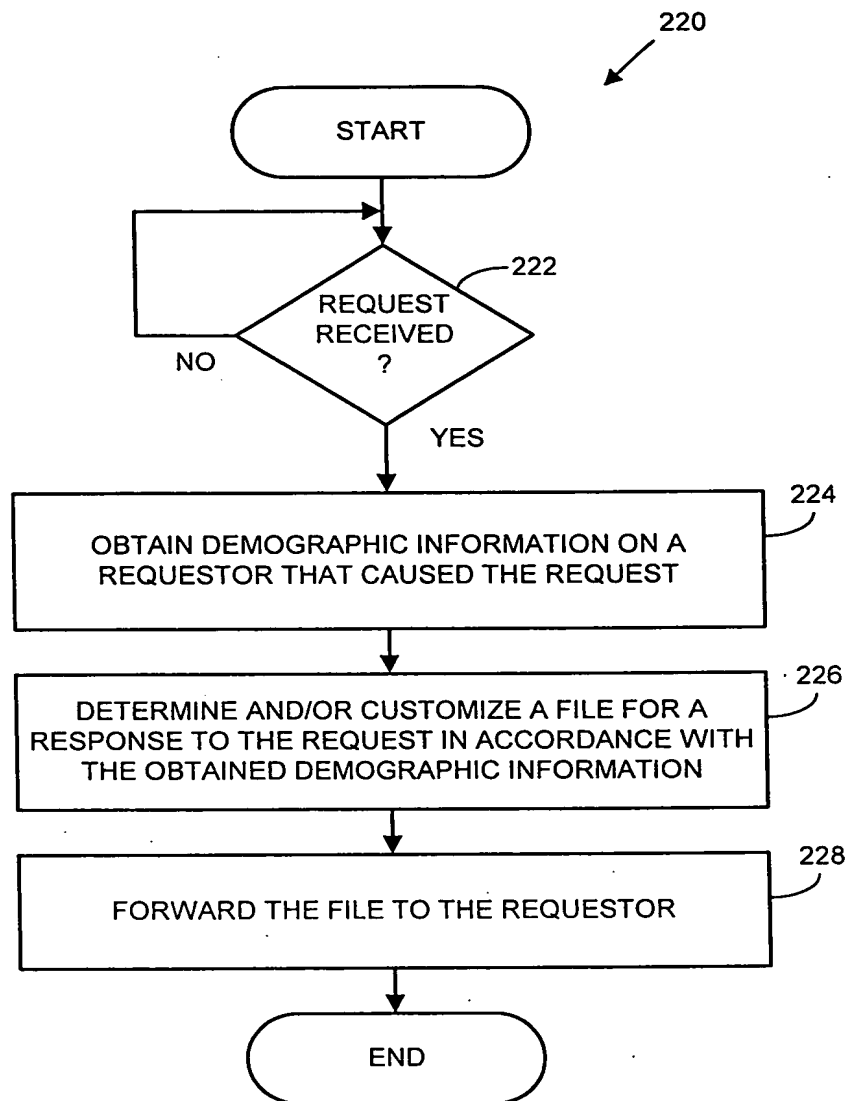 220
START
222
REQUEST
RECEIVED
?
NO
YES
224
OBTAIN DEMOGRAPHIC INFORMATION ON A
REQUESTOR THAT CAUSED THE REQUEST
226
DETERMINE AND/OR CUSTOMIZE A FILE FOR A
RESPONSE TO THE REQUEST IN ACCORDANCE WITH
THE OBTAINED DEMOGRAPHIC INFORMATION
228
FORWARD THE FILE TO THE REQUESTOR
END